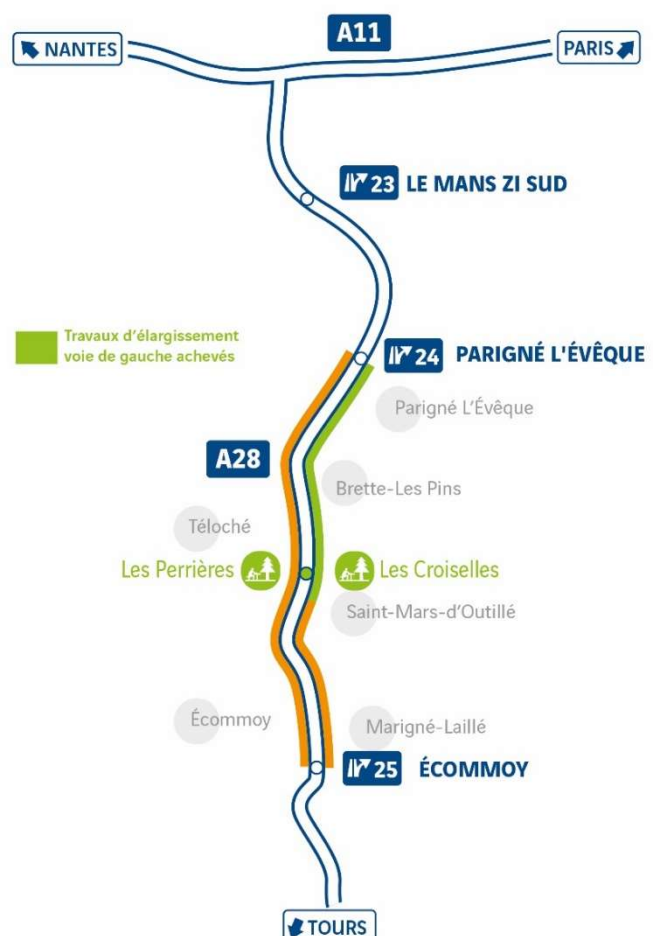 A11
NANTES
PARIS
23 LE MANS ZI SUD
Travaux d'élargissement
voie de gauche achevés
24 PARIGNÉ L'ÉVÊQUE
Parigné L'Évêque
A28
Brette-Les Pins
Téloché
Les Perrières
Les Croiselles
Saint-Mars-d'Outillé
Écommoy
Marigné-Laillé
25 ÉCOMMOY
TOURS